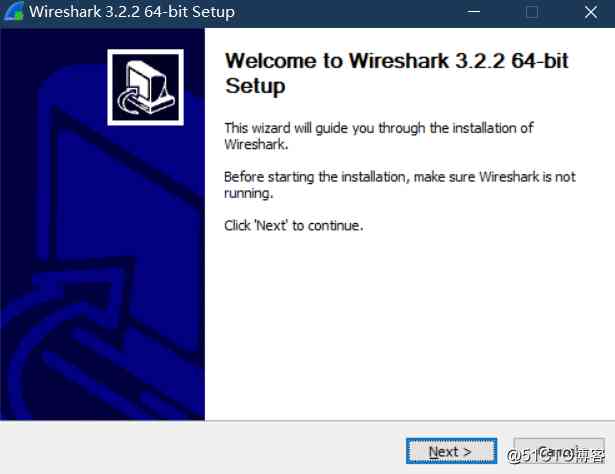 Wireshark 3.2.2 64-bit Setup
Welcome to Wireshark 3.2.2 64-bit
Setup
This wizard will guide you through the installation of
Wireshark.
Before starting the installation, make sure Wireshark is not
running.
Click 'Next' to continue.
Next >
Cancel
@51CTO博客